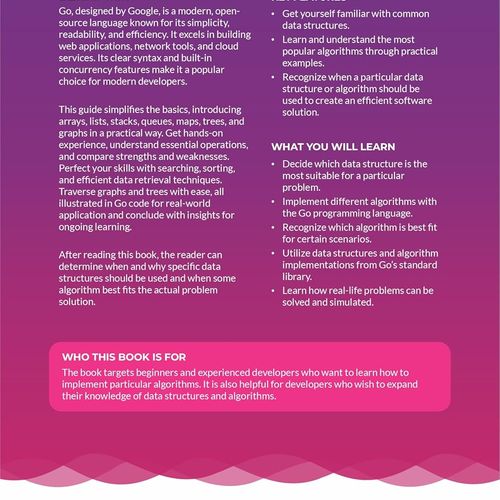 Go, designed by Google, is a modern, open-
source language known for its simplicity,
readability, and efficiency. It excels in building
web applications, network tools, and cloud
services. Its clear syntax and built-in
concurrency features make it a popular
choice for modern developers.
This guide simplifies the basics, introducing
arrays, lists, stacks, queues, maps, trees, and
graphs in a practical way. Get hands-on
experience, understand essential operations,
and compare strengths and weaknesses.
Perfect your skills with searching, sorting,
and efficient data retrieval techniques.
Traverse graphs and trees with ease, all
illustrated in Go code for real-world
application and conclude with insights for
ongoing learning.
After reading this book, the reader can
determine when and why specific data
structures should be used and when some
algorithm best fits the actual problem
solution.
• Get yourself familiar with common
data structures.
• Learn and understand the most
popular algorithms through practical
examples.
• Recognize when a particular data
structure or algorithm should be
used to create an efficient software
solution.
WHAT YOU WILL LEARN
• Decide which data structure is the
most suitable for a particular
problem.
• Implement different algorithms with
the Go programming language.
• Recognize which algorithm is best fit
for certain scenarios.
• Utilize data structures and algorithm
implementations from Go's standard
library.
• Learn how real-life problems can be
solved and simulated.
WHO THIS BOOK IS FOR
The book targets beginners and experienced developers who want to learn how to
implement particular algorithms. It is also helpful for developers who wish to expand
their knowledge of data structures and algorithms.